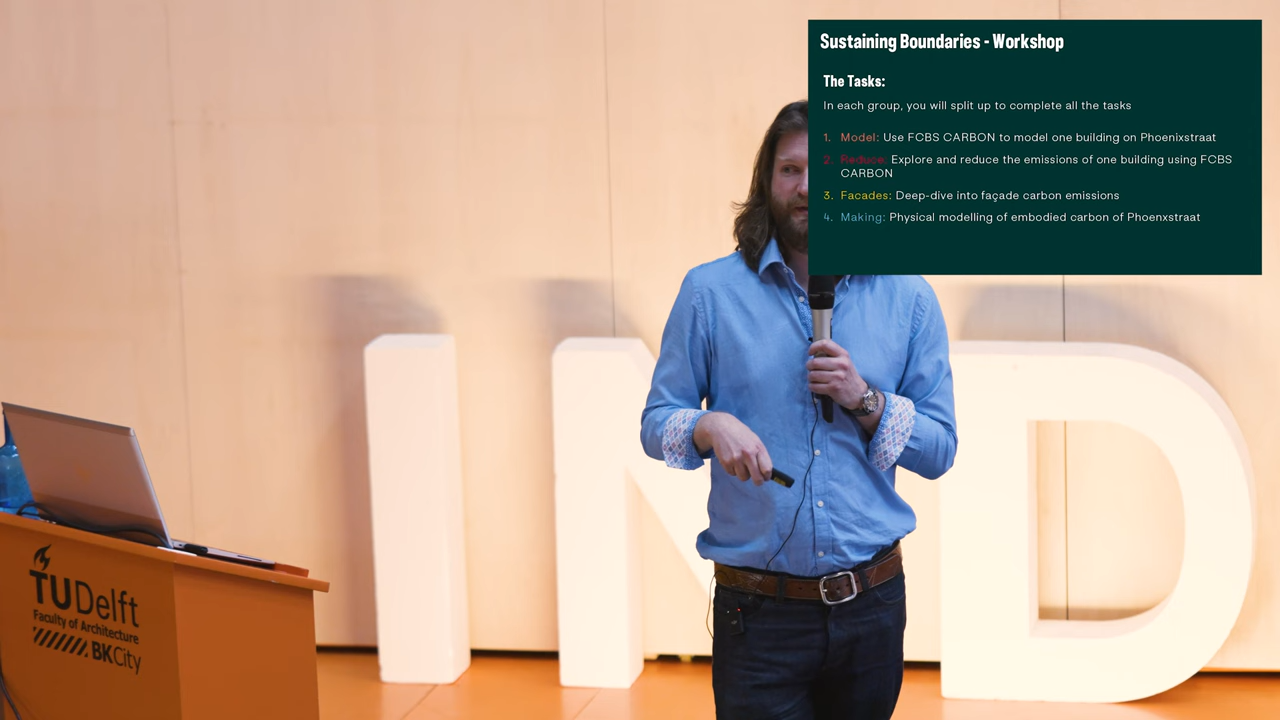 Sustaining Boundaries - Workshop
The Tasks:
In each group, you will split up to complete all the tasks
1. Model: Use FCBS CARBON to model one building on Phoenixstraat
2. Reduce: Explore and reduce the emissions of one building using FCBS
CARBON
3. Facades: Deep-dive into façade carbon emissions
4. Making: Physical modelling of embodied carbon of Phoenxstraat
IND
TUDelft
Faculty of Architecture
BKCity